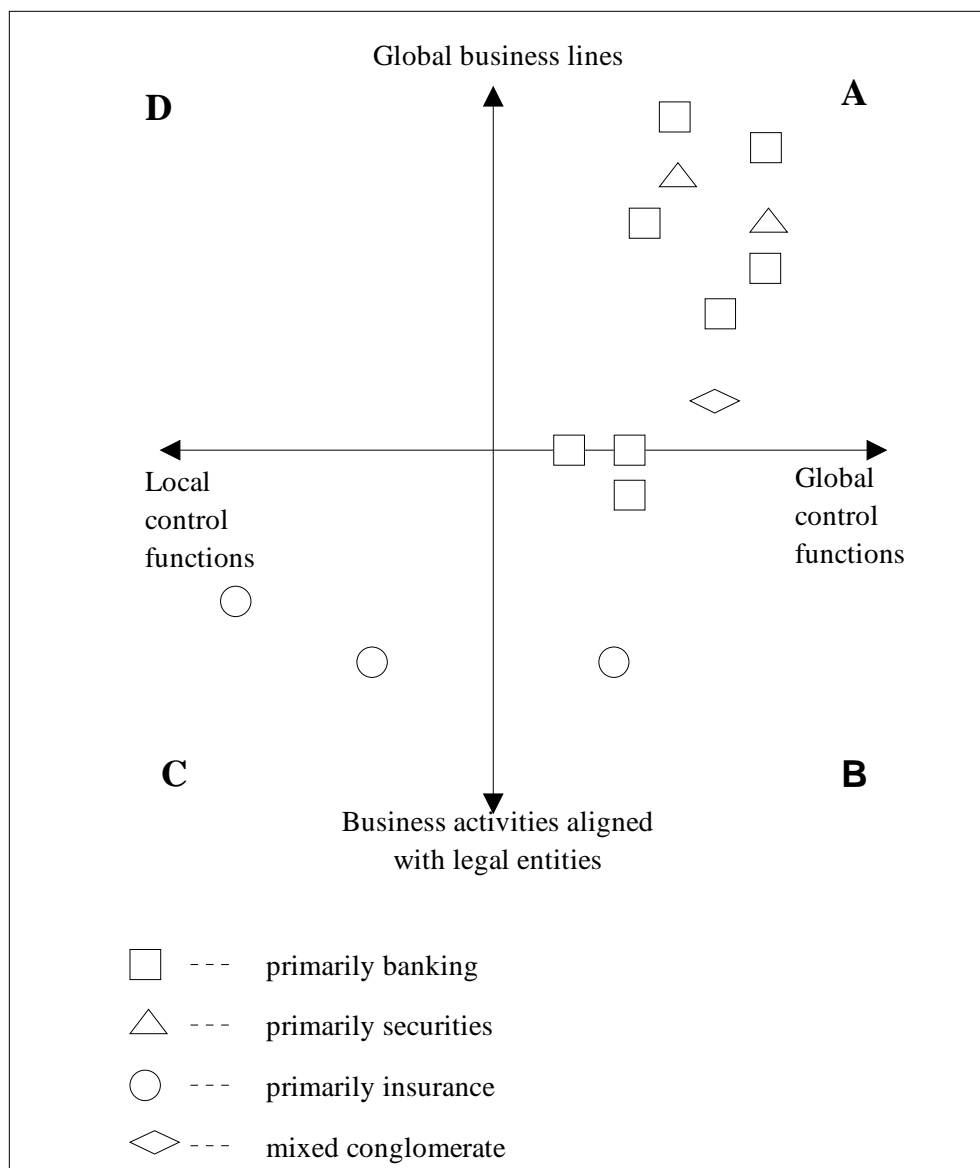 Global business lines
D
A
Local
control
functions
Global
control
functions
C
B
Business activities aligned
with legal entities
--- primarily banking
--- primarily securities
--- primarily insurance
--- mixed conglomerate